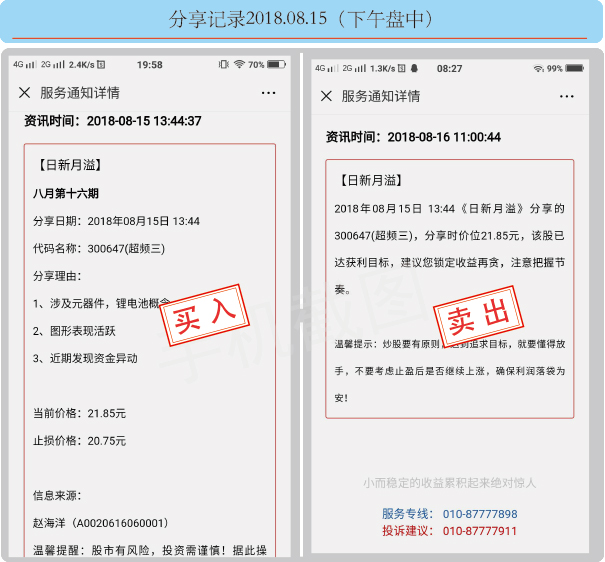 分享记录2018.08.15（下午盘中）
4G 2G 2.4K/s 19:58 70%
服务通知详情 ...
资讯时间：2018-08-15 13:44:37
【日新月溢】
八月第十六期
分享日期：2018年08月15日 13:44
代码名称：300647(超频三)
分享理由：
1、涉及元器件，锂电池概念
2、图形表现活跃
3、近期发现资金异动
买入
当前价格：21.85元
止损价格：20.75元
信息来源：
赵海洋（A0020616060001）
温馨提醒：股市有风险，投资需谨慎！据此操
4G 2G 1.3K/s 08:27 99%
服务通知详情 ...
资讯时间：2018-08-16 11:00:44
【日新月溢】
2018年08月15日 13:44《日新月溢》分享的
300647(超频三)，分享时价位21.85元，该股已
达获利目标，建议您锁定收益再贪，注意把握节
奏。
卖出
温馨提示：炒股要有原则，达到追求目标，就要懂得放
手，不要考虑止盈后是否继续上涨，确保利润落袋为
安！
小而稳定的收益累积起来绝对惊人
服务专线： 010-87777898
投诉建议： 010-87777911
手机截图